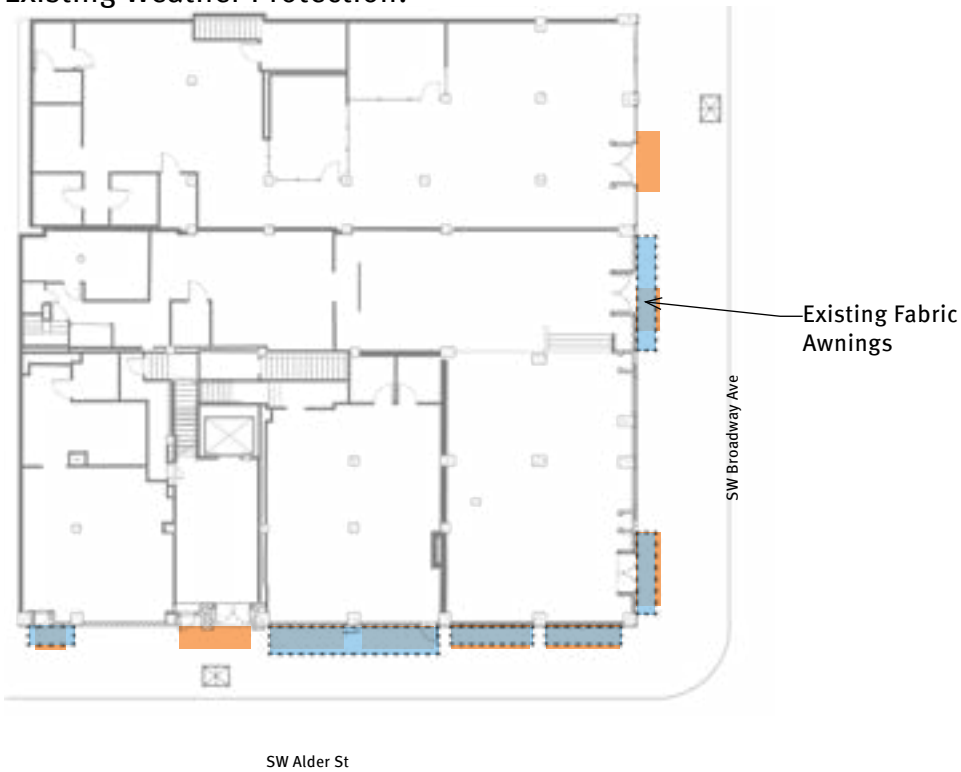 Existing Weather Protection:
Existing Fabric
Awnings
SW Broadway Ave
SW Alder St